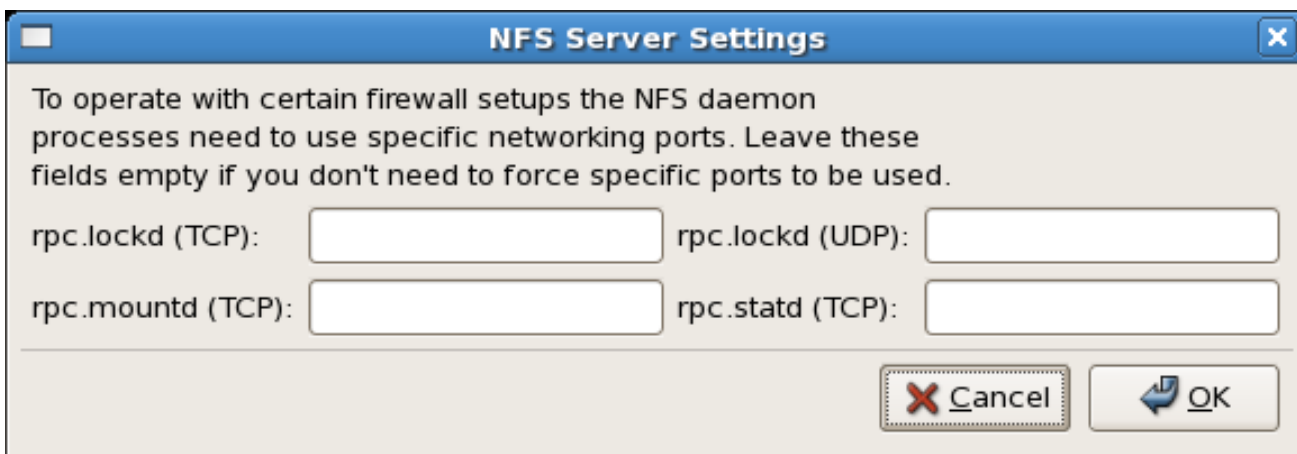 NFS Server Settings
To operate with certain firewall setups the NFS daemon
processes need to use specific networking ports. Leave these
fields empty if you don't need to force specific ports to be used.
rpc.lockd (TCP): rpc.lockd (UDP):
rpc.mountd (TCP): rpc.statd (TCP):
Cancel OK